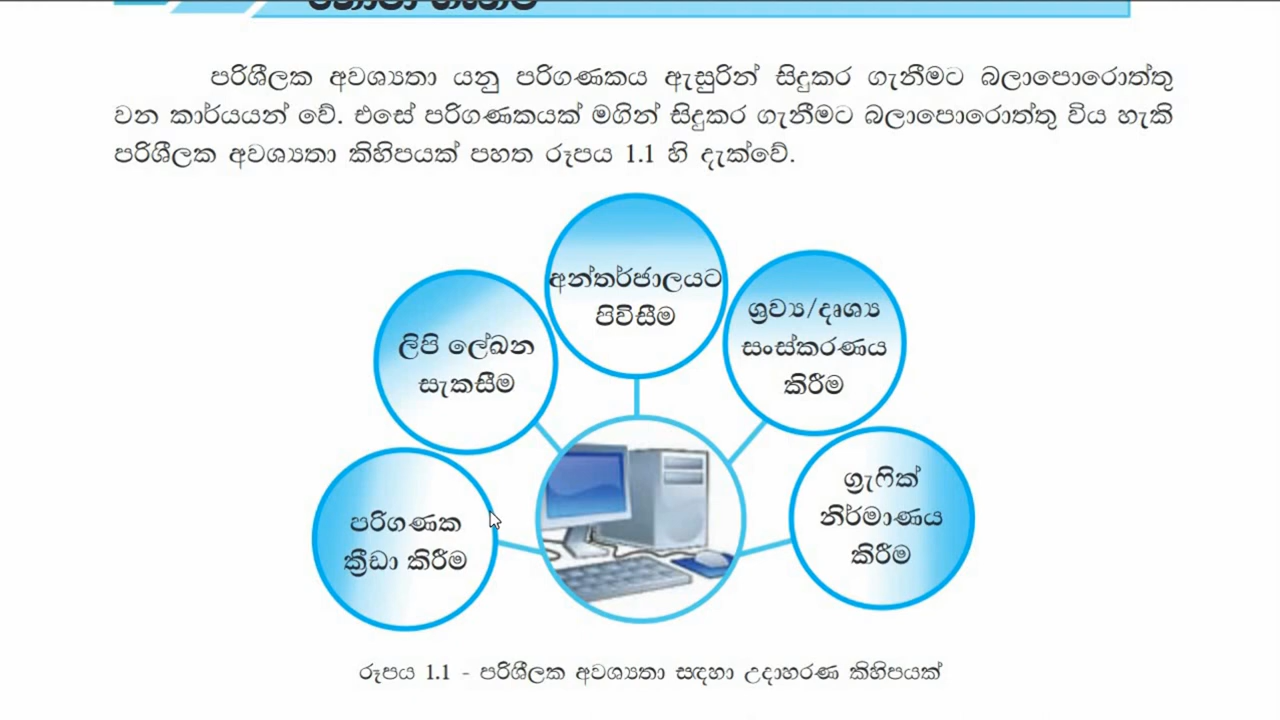 පරිශීලක අවශ්‍යතා යනු පරිගණකය ඇසුරින් සිදුකර ගැනීමට බලාපොරොත්තු
වන කාර්යයන් වේ. එසේ පරිගණකයක් මගින් සිදුකර ගැනීමට බලාපොරොත්තු විය හැකි
පරිශීලක අවශ්‍යතා කිහිපයක් පහත රූපය 1.1 හි දැක්වේ.
අන්තර්ජාලයට
පිවිසීම
ලිපි ලේඛන
සැකසීම
ශ්‍රව්‍ය/දෘශ්‍ය
සංස්කරණය
කිරීම
පරිගණක
ක්‍රීඩා කිරීම
ග්‍රැෆික්
නිර්මාණය
කිරීම
රූපය 1.1 - පරිශීලක අවශ්‍යතා සඳහා උදාහරණ කිහිපයක්